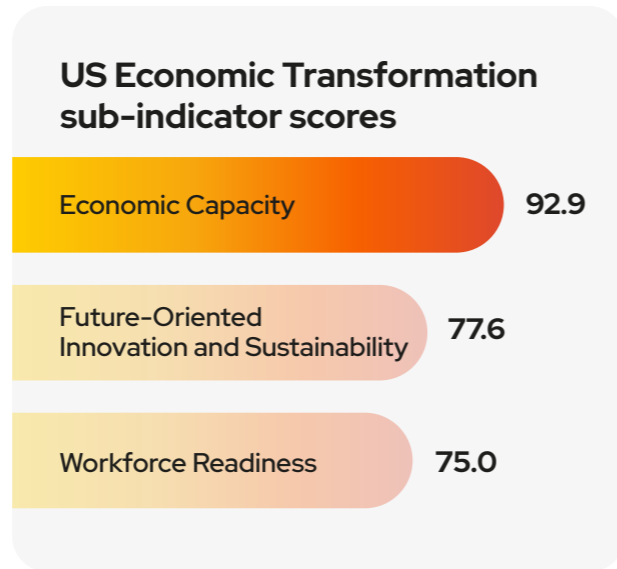 US Economic Transformation
sub-indicator scores
Economic Capacity
92.9
Future-Oriented
Innovation and Sustainability
77.6
Workforce Readiness
75.0